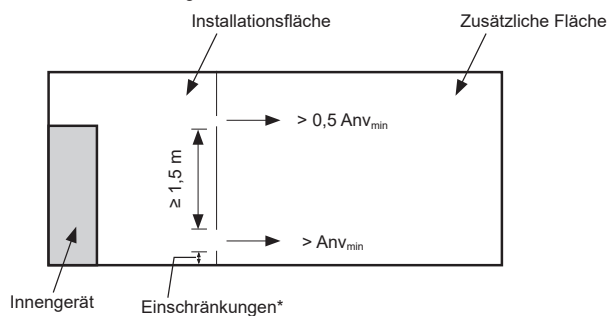 Installationsfläche
Zusätzliche Fläche
> 0,5 Anvmin
≥ 1,5 m
> Anvmin
Innengerät
Einschränkungen*